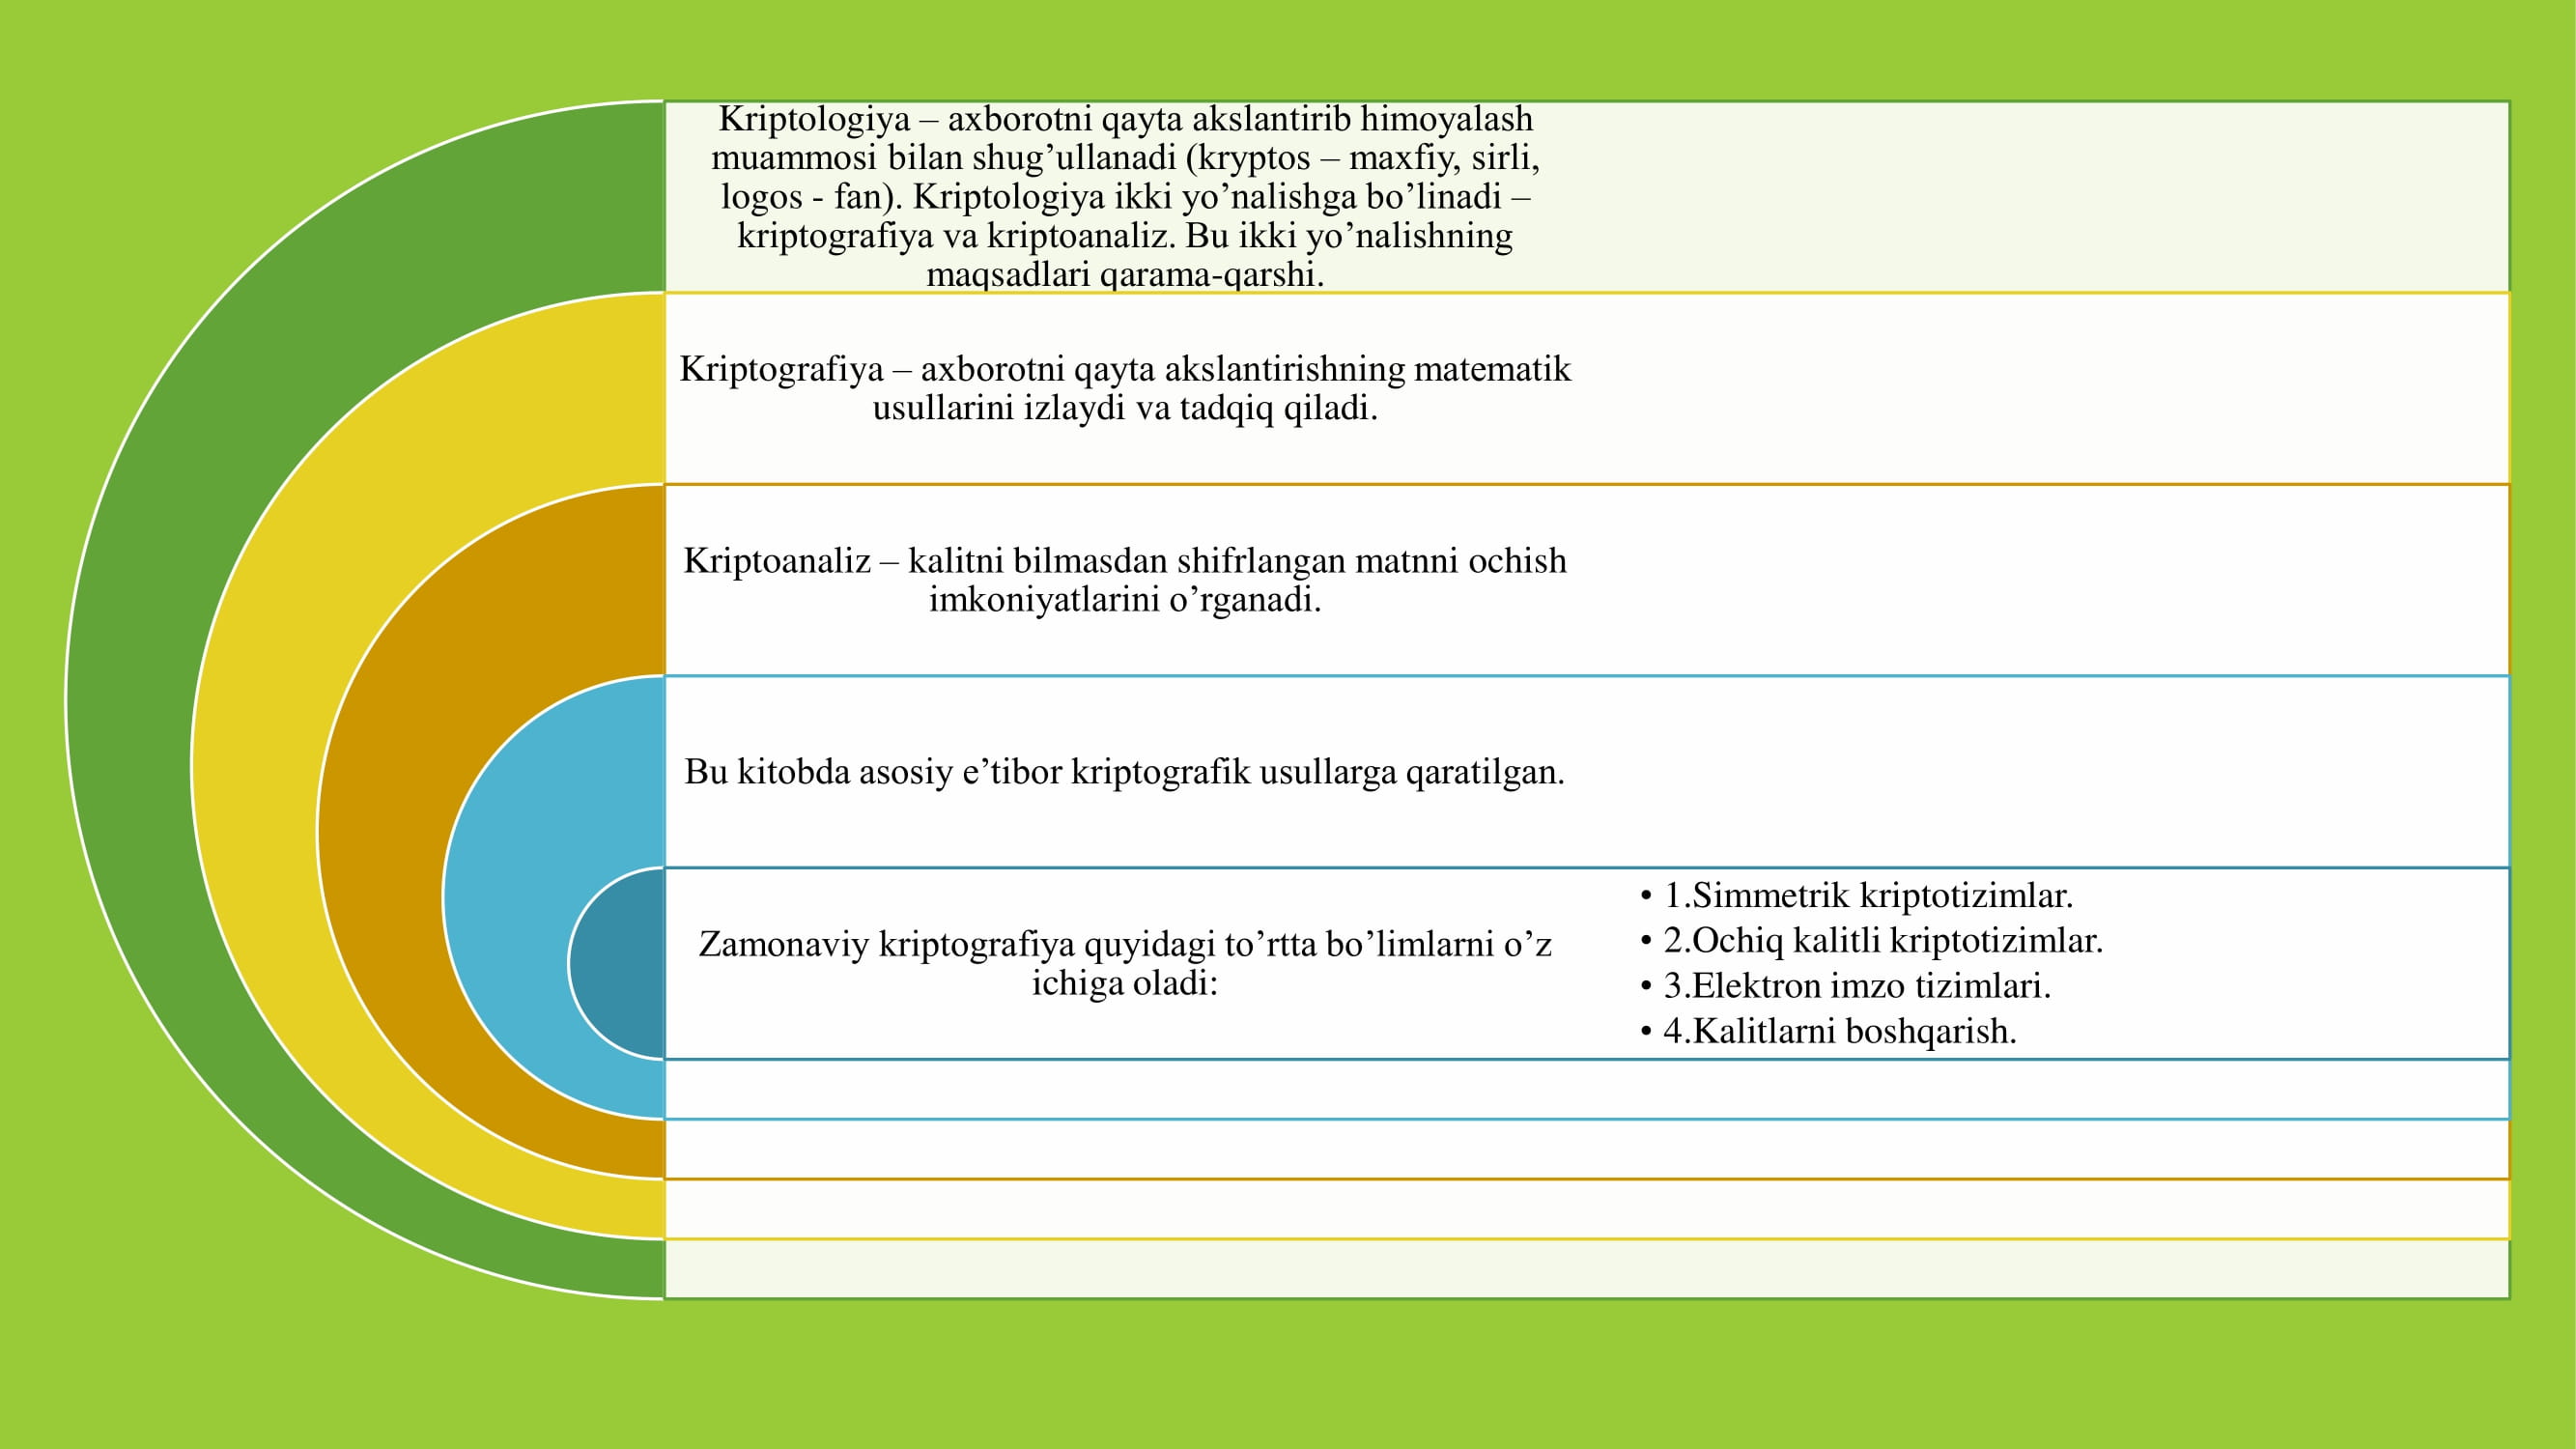 Kriptologiya – axborotni qayta akslantirib himoyalash
muammosi bilan shug’ullanadi (kryptos – maxfiy, sirli,
logos - fan). Kriptologiya ikki yo’nalishga bo’linadi –
kriptografiya va kriptoanaliz. Bu ikki yo’nalishning
maqsadlari qarama-qarshi.
Kriptografiya – axborotni qayta akslantirishning matematik
usullarini izlaydi va tadqiq qiladi.
Kriptoanaliz – kalitni bilmasdan shifrlangan matnni ochish
imkoniyatlarini o’rganadi.
Bu kitobda asosiy e’tibor kriptografik usullarga qaratilgan.
Zamonaviy kriptografiya quyidagi to’rtta bo’limlarni o’z
ichiga oladi:
• 1.Simmetrik kriptotizimlar.
• 2.Ochiq kalitli kriptotizimlar.
• 3.Elektron imzo tizimlari.
• 4.Kalitlarni boshqarish.